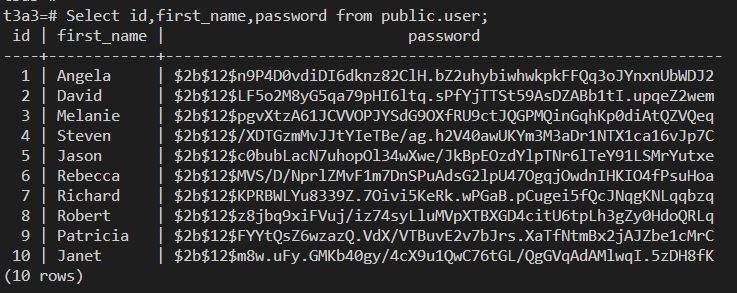 t3a3=# Select id,first_name,password from public.user;
 id | first_name | password
----+------------+--------------------------------------------------------------
  1 | Angela     | $2b$12$n9P4D0vdiDI6dknz82ClH.bZ2uhybiwhwkpkFFQq3oJYnxnUbWDJ2
  2 | David      | $2b$12$LF5o2M8yG5qa79pHI6ltq.sPfYjTTSt59AsDZABb1tI.upqeZ2wem
  3 | Melanie    | $2b$12$pgvXtzA61JCVVOPJYSdG9OXfRU9ctJQGPMQinGqhKp0diAtQZVQeq
  4 | Steven     | $2b$12$/XDTGzmMvJJtYIeTBe/ag.h2V40awUKYm3M3aDr1NTX1ca16vJp7C
  5 | Jason      | $2b$12$c0bubLacN7uhopOl34wXwe/JkBpEOzdYlpTNr6lTeY91LSMrYutxe
  6 | Rebecca    | $2b$12$MVS/D/NprlZMvF1m7DnSPuAdsG2lpU47OgqjOwdnIHKIO4fPsuHoa
  7 | Richard    | $2b$12$KPRBWLYu8339Z.7Oivi5KeRk.wPGaB.pCugei5fQcJNqgKNLqqbzq
  8 | Robert     | $2b$12$z8jbq9xiFVuj/iz74syLluMVpXTBXGD4citU6tpLh3gZy0HdoQRLq
  9 | Patricia   | $2b$12$FYYtQsZ6wzazQ.VdX/VTBuvE2v7bJrs.XaTfNtmBx2jAJZbe1cMrC
 10 | Janet      | $2b$12$m8w.uFy.GMKb40gy/4cX9u1QwC76tGL/QgGVqAdAMlwqI.5zDH8fK
(10 rows)